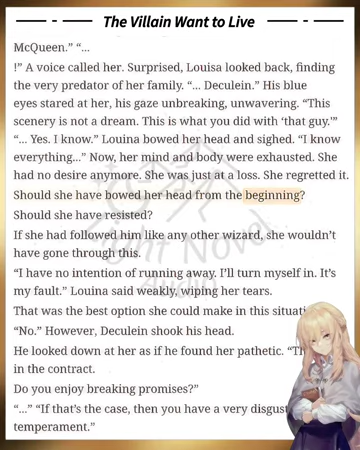 The Villain Want to Live
McQueen.” “...
!” A voice called her. Surprised, Louisa looked back, finding
the very predator of her family. “... Deculein.” His blue
eyes stared at her, his gaze unbreaking, unwavering. “This
scenery is not a dream. This is what you did with ‘that guy.’”
“... Yes. I know.” Louina bowed her head and sighed. “I know
everything...” Now, her mind and body were exhausted. She
had no desire anymore. She was just at a loss. She regretted it.
Should she have bowed her head from the beginning?
Should she have resisted?
If she had followed him like any other wizard, she wouldn’t
have gone through this.
“I have no intention of running away. I’ll turn myself in. It’s
my fault.” Louina said weakly, wiping her tears.
That was the best option she could make in this situati
“No.” However, Deculein shook his head.
He looked down at her as if he found her pathetic. “Th
in the contract.
Do you enjoy breaking promises?”
“...” “If that’s the case, then you have a very disgust
temperament.”
Light Novel
Audio